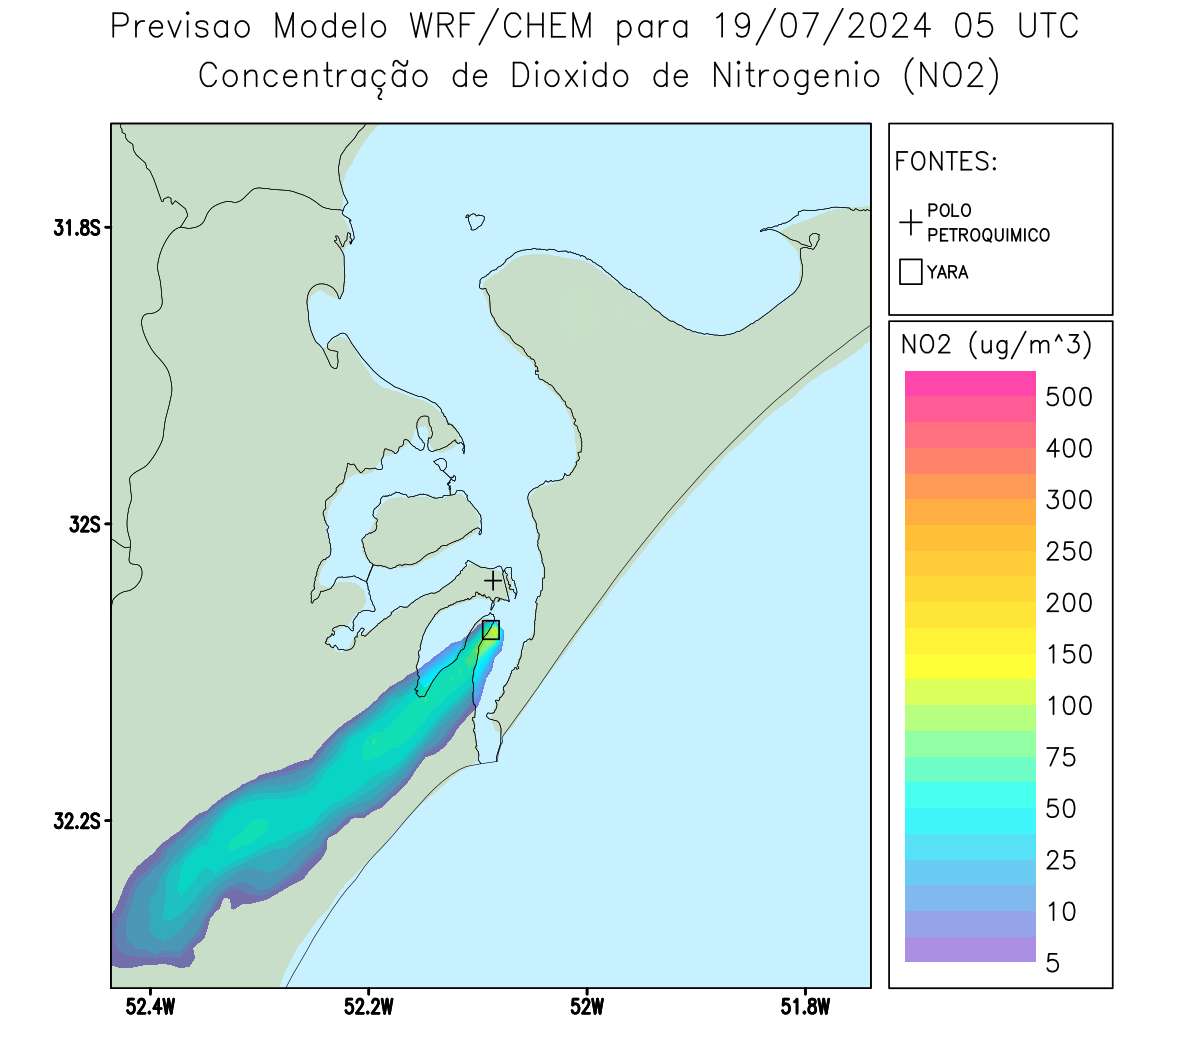 Previsao Modelo WRF/CHEM para 19/07/2024 05 UTC
Concentração de Dioxido de Nitrogenio (NO2)
FONTES:
POLO
PETROQUIMICO
YARA
NO2 (ug/m^3)
500
400
300
250
200
150
100
75
50
25
10
5
31.8S
32S
32.2S
52.4W
52.2W
52W
51.8W